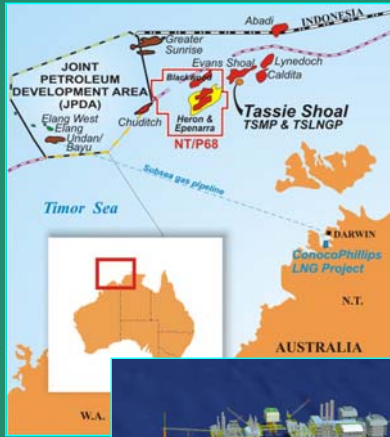 Abadi
INDONESIA
Greater
Sunrise
Evans Shoal
Lynedoch
Caldita
Blackwood
JOINT
PETROLEUM
DEVELOPMENT AREA
(JPDA)
Elang West
Elang
Undan/
Bayu
Chuditch
Heron &
Epenarra
NT/P68
Tassie Shoal
TSMP & TSLNGP
Subsea gas pipeline
Timor Sea
DARWIN
ConocoPhillips
LNG Project
N.T.
AUSTRALIA
W.A.